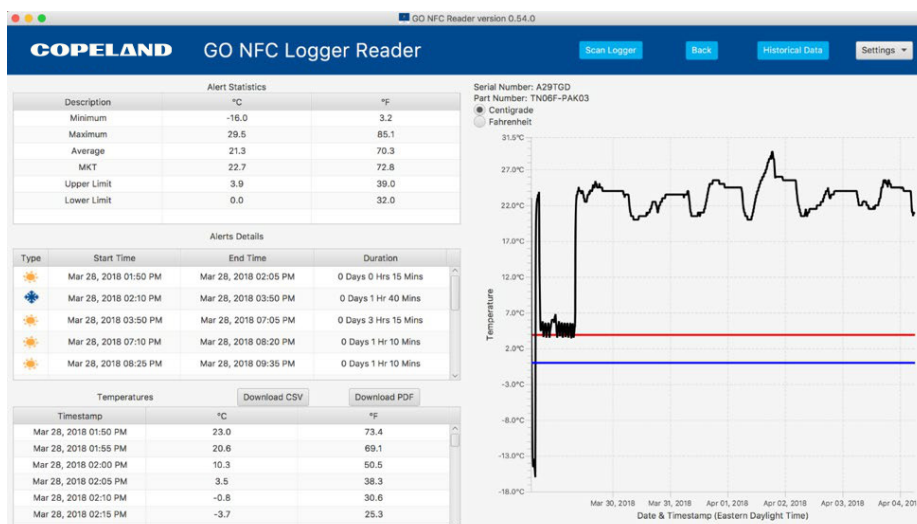 GO NFC Reader version 0.54.0
COPELAND GO NFC Logger Reader Scan Logger Back Historical Data Settings
Alert Statistics
Description °C °F
Minimum -16.0 3.2
Maximum 29.5 85.1
Average 21.3 70.3
MKT 22.7 72.8
Upper Limit 3.9 39.0
Lower Limit 0.0 32.0
Alerts Details
Type Start Time End Time Duration
Mar 28, 2018 01:50 PM Mar 28, 2018 02:05 PM 0 Days 0 Hrs 15 Mins
Mar 28, 2018 02:10 PM Mar 28, 2018 03:50 PM 0 Days 1 Hr 40 Mins
Mar 28, 2018 03:50 PM Mar 28, 2018 07:05 PM 0 Days 3 Hrs 15 Mins
Mar 28, 2018 07:10 PM Mar 28, 2018 08:20 PM 0 Days 1 Hr 10 Mins
Mar 28, 2018 08:25 PM Mar 28, 2018 09:35 PM 0 Days 1 Hr 10 Mins
Temperatures Download CSV Download PDF
Timestamp °C °F
Mar 28, 2018 01:50 PM 23.0 73.4
Mar 28, 2018 01:55 PM 20.6 69.1
Mar 28, 2018 02:00 PM 10.3 50.5
Mar 28, 2018 02:05 PM 3.5 38.3
Mar 28, 2018 02:10 PM -0.8 30.6
Mar 28, 2018 02:15 PM -3.7 25.3
Serial Number: A29TGD
Part Number: TN06F-PAK03
Centigrade
Fahrenheit
31.5°C
27.0°C
22.0°C
17.0°C
12.0°C
7.0°C
2.0°C
-3.0°C
-8.0°C
-13.0°C
-18.0°C
Temperature
Mar 30, 2018 Mar 31, 2018 Apr 01, 2018 Apr 02, 2018 Apr 03, 2018 Apr 04, 201
Date & Timestamp (Eastern Daylight Time)